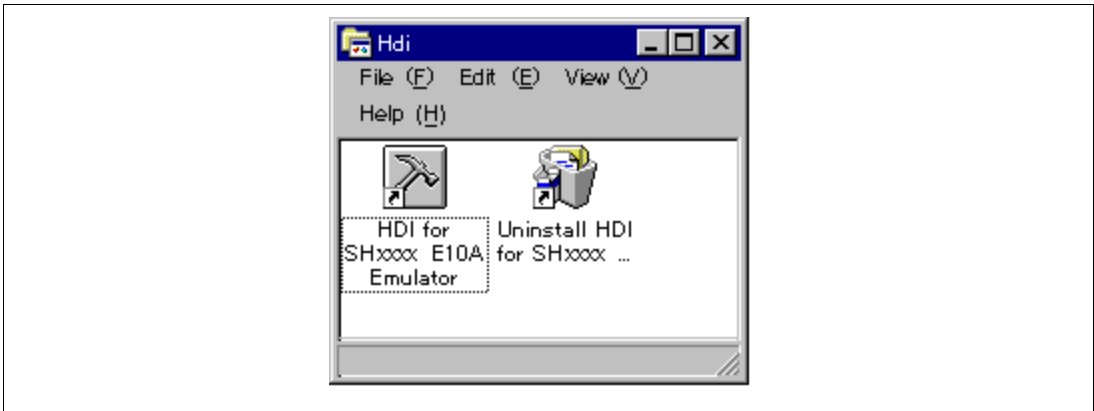 Hdi
File (F) Edit (E) View (V)
Help (H)
HDI for
SHxxxx E10A
Emulator
Uninstall HDI
for SHxxxx ...